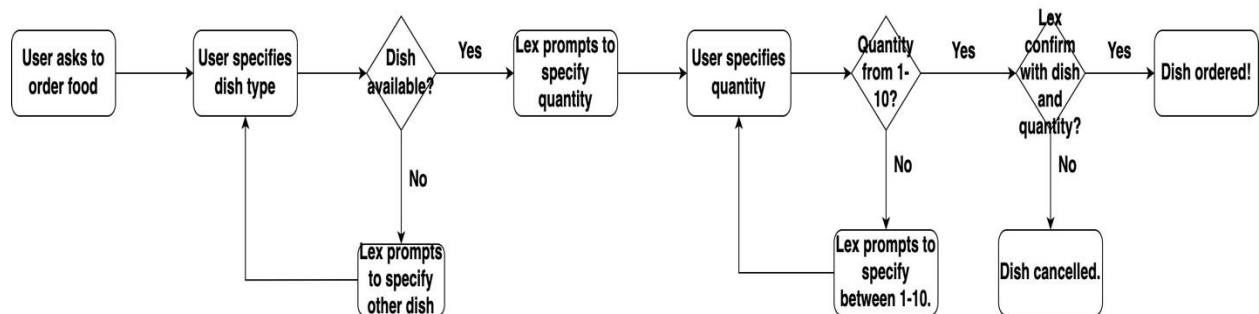 User asks to
order food
User specifies
dish type
Dish
available?
Yes
No
Lex prompts
to specify
other dish
Lex prompts to
specify
quantity
User specifies
quantity
Quantity
from 1-
10?
Yes
No
Lex prompts to
specify
between 1-10.
Lex
confirm
with dish
and
quantity?
Yes
No
Dish cancelled.
Dish ordered!